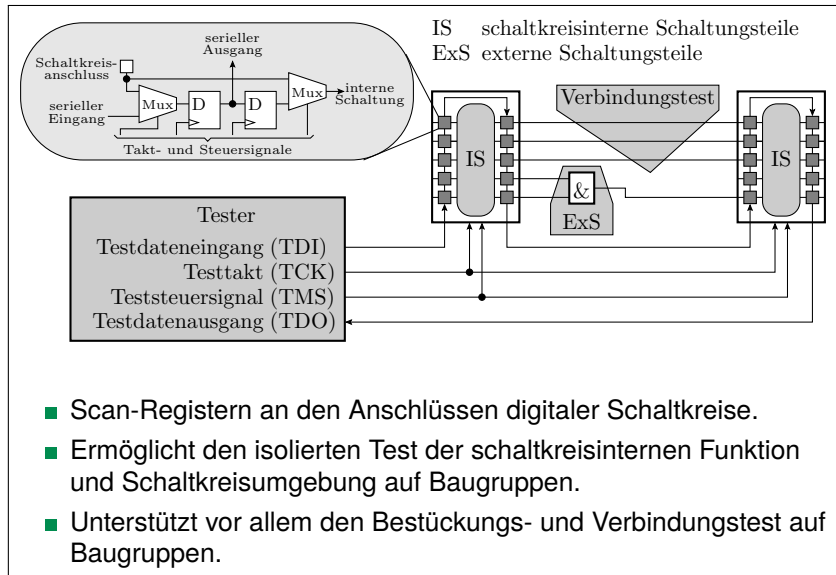 IS schaltkreisinterne Schaltungsteile
ExS externe Schaltungsteile
serieller
Ausgang
Schaltkreis-
anschluss
Mux
D
D
Mux
interne
Schaltung
serieller
Eingang
Takt- und Steuersignale
Verbindungstest
IS
IS
&
ExS
Tester
Testdateneingang (TDI)
Testtakt (TCK)
Teststeuersignal (TMS)
Testdatenausgang (TDO)
Scan-Registern an den Anschlüssen digitaler Schaltkreise.
Ermöglicht den isolierten Test der schaltkreisinternen Funktion
und Schaltkreisumgebung auf Baugruppen.
Unterstützt vor allem den Bestückungs- und Verbindungstest auf
Baugruppen.